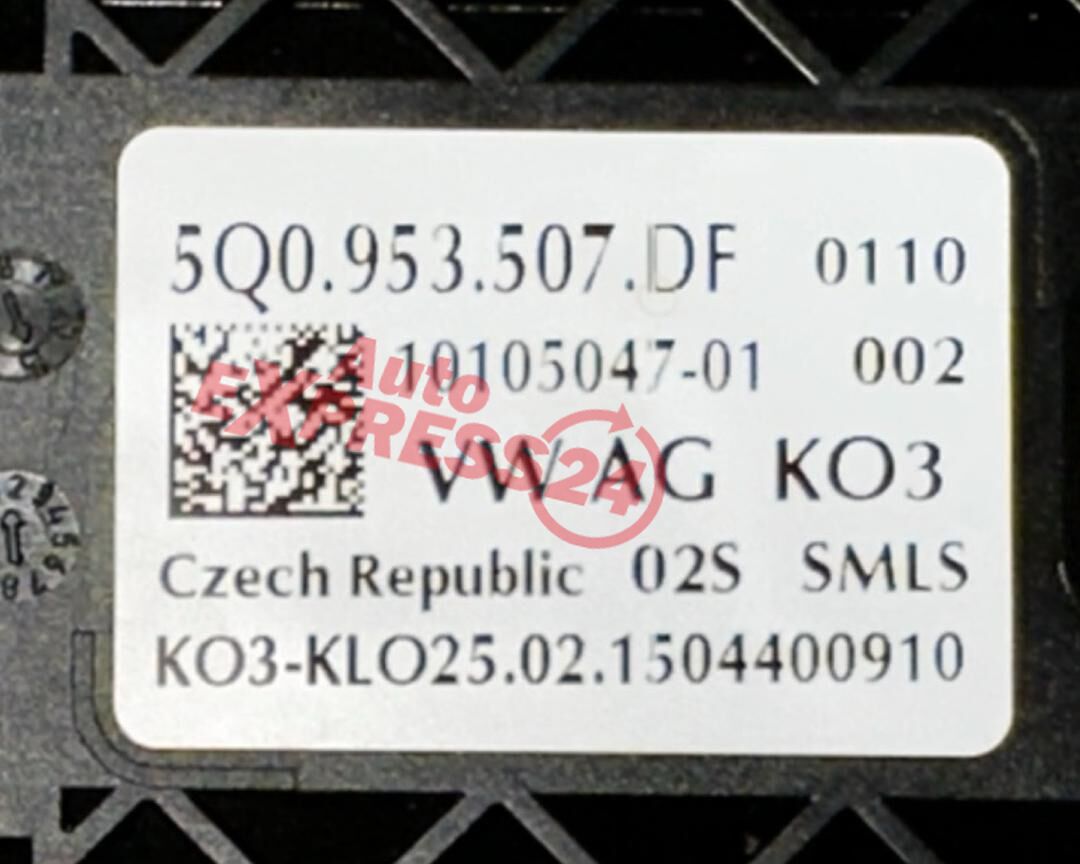 5Q0.953.507.DF 0110
10105047-01 002
VW AG KO3
Czech Republic 02S SMLS
KO3-KLO25.02.1504400910
Auto
EXPRESS24